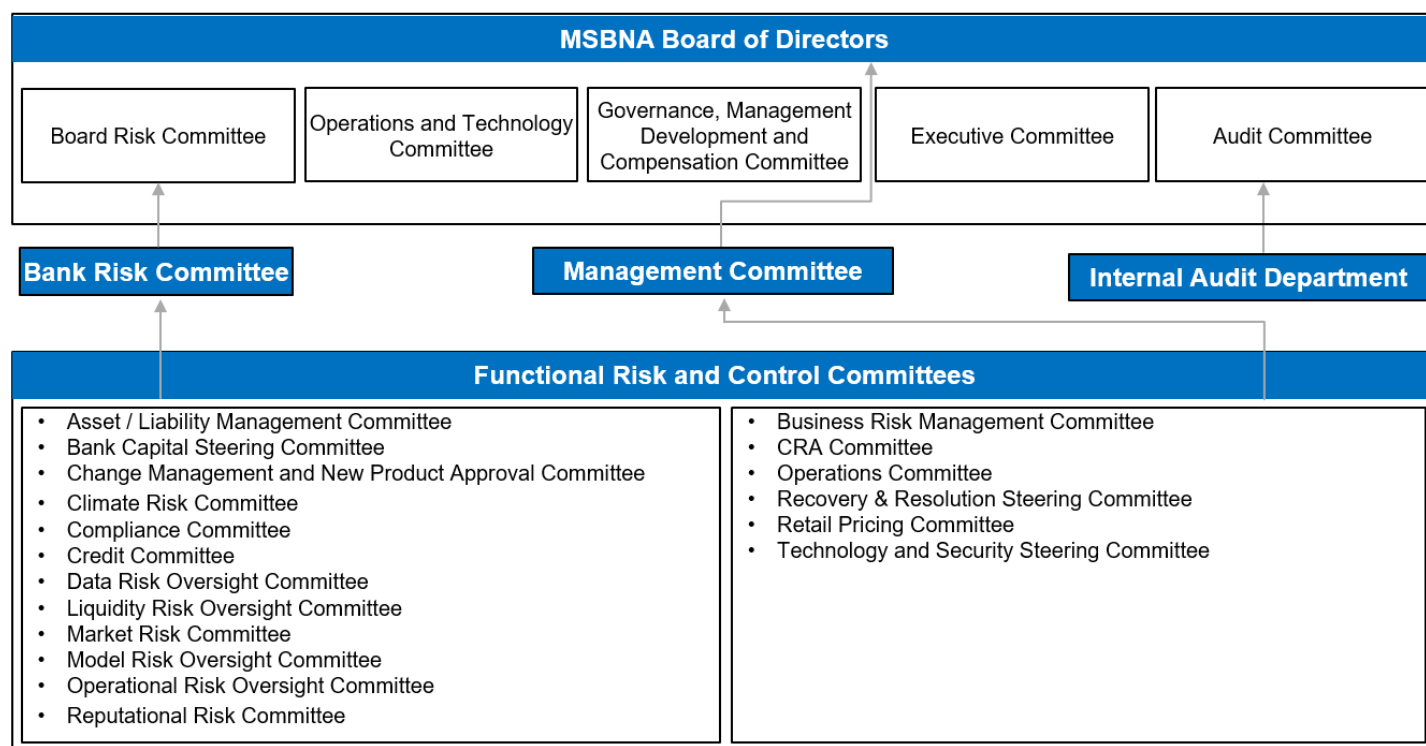 MSBNA Board of Directors
Board Risk Committee
Operations and Technology
Committee
Governance, Management
Development and
Compensation Committee
Executive Committee
Audit Committee
Bank Risk Committee
Management Committee
Internal Audit Department
Functional Risk and Control Committees
• Asset / Liability Management Committee
• Bank Capital Steering Committee
• Change Management and New Product Approval Committee
• Climate Risk Committee
• Compliance Committee
• Credit Committee
• Data Risk Oversight Committee
• Liquidity Risk Oversight Committee
• Market Risk Committee
• Model Risk Oversight Committee
• Operational Risk Oversight Committee
• Reputational Risk Committee
• Business Risk Management Committee
• CRA Committee
• Operations Committee
• Recovery & Resolution Steering Committee
• Retail Pricing Committee
• Technology and Security Steering Committee